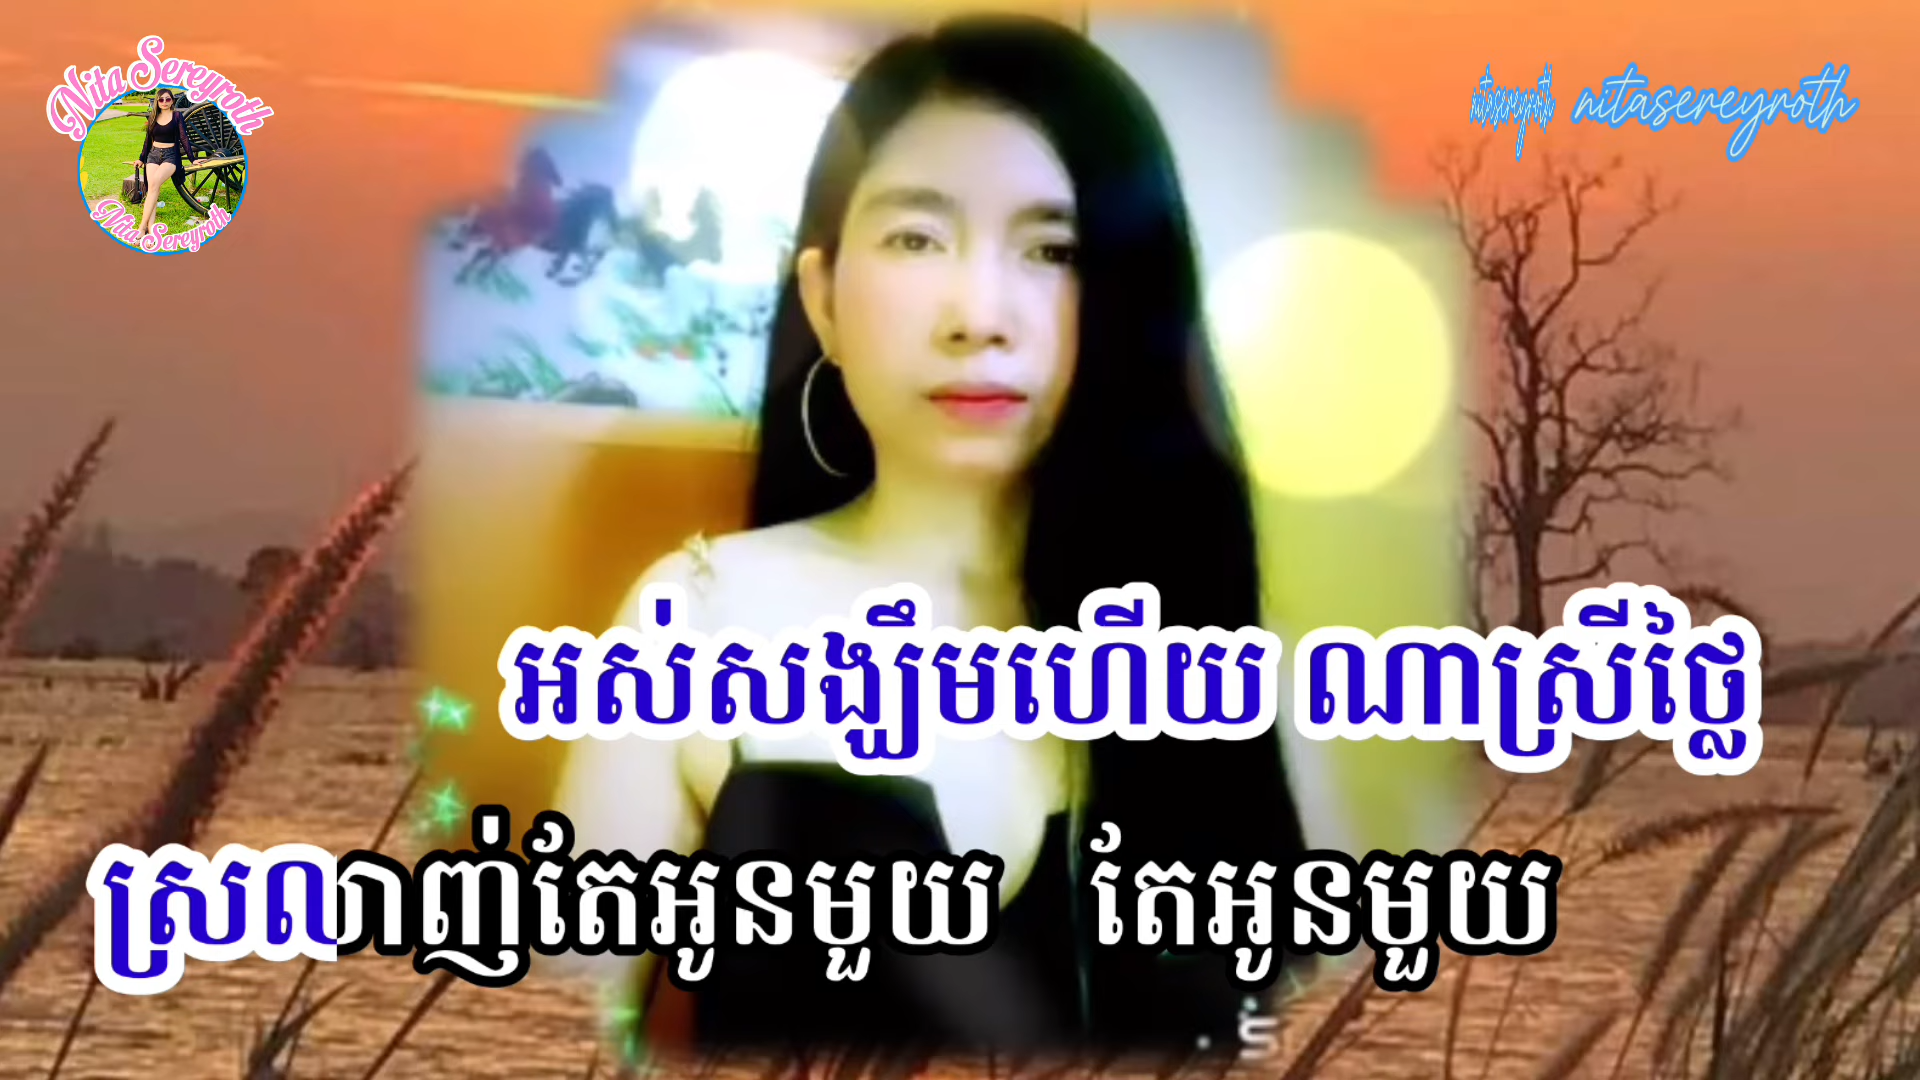 Nita Sereyroth
Nita Sereyroth
nitasereyroth nitasereyroth
អស់សង្ឃឹមហើយ ណាស្រីថ្លៃ
ស្រលាញ់តែអូនមួយ តែអូនមួយ